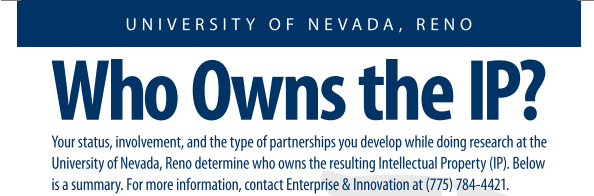 UNIVERSITY OF NEVADA, RENO
Who Owns the IP?
Your status, involvement, and the type of partnerships you develop while doing research at the
University of Nevada, Reno determine who owns the resulting Intellectual Property (IP). Below
is a summary. For more information, contact Enterprise & Innovation at (775) 784-4421.